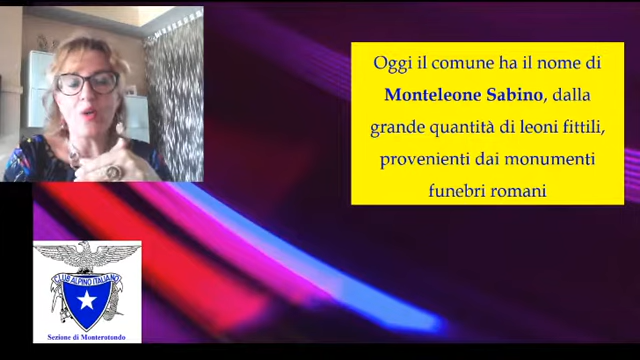 Oggi il comune ha il nome di
Monteleone Sabino, dalla
grande quantità di leoni fittili,
provenienti dai monumenti
funebri romani
CLUB ALPINO ITALIANO
Sezione di Monterotondo